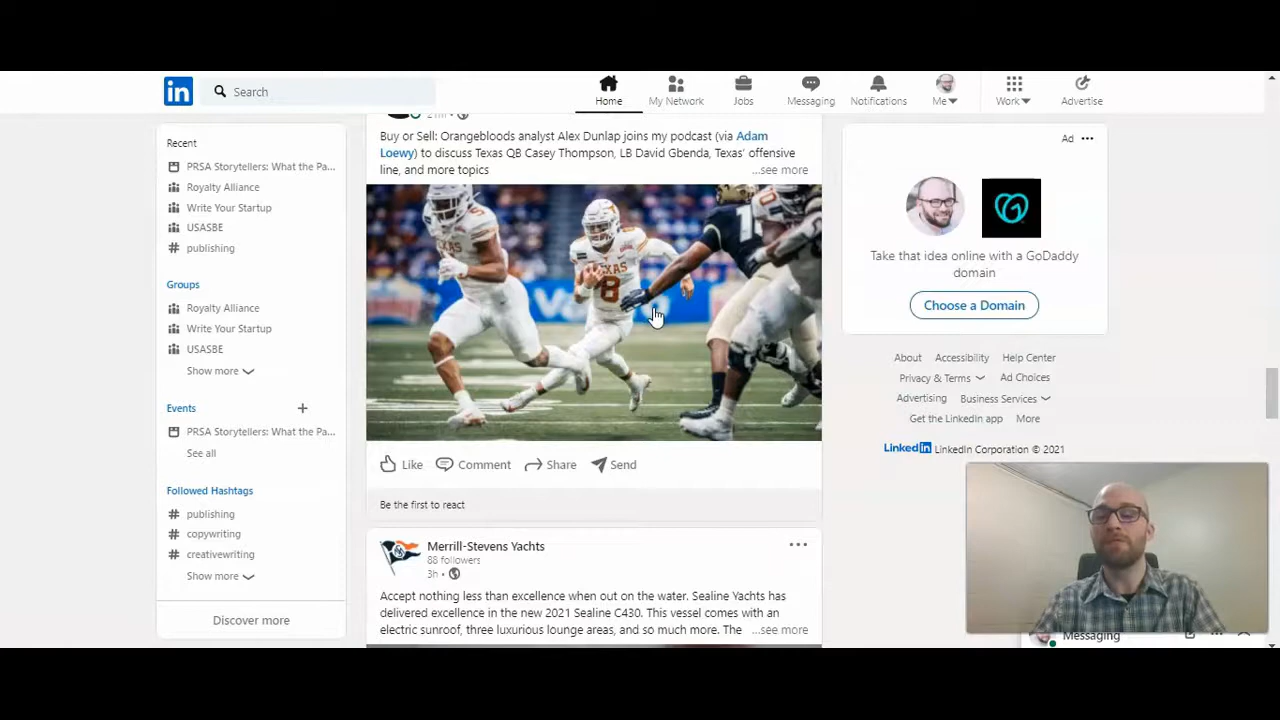 in
Search
Home
My Network
Jobs
Messaging
Notifications
Me
Work
Advertise
Recent
PRSA Storytellers: What the Pa...
Royalty Alliance
Write Your Startup
USASBE
# publishing
Groups
Royalty Alliance
Write Your Startup
USASBE
Show more
Events
+
PRSA Storytellers: What the Pa...
See all
Followed Hashtags
# publishing
# copywriting
# creativewriting
Show more
Discover more
Buy or Sell: Orangebloods analyst Alex Dunlap joins my podcast (via Adam
Loewy) to discuss Texas QB Casey Thompson, LB David Gbenda, Texas' offensive
line, and more topics
...see more
TEXAS
5
TEXAS
8
Like
Comment
Share
Send
Be the first to react
Merrill-Stevens Yachts
88 followers
3h •
Accept nothing less than excellence when out on the water. Sealine Yachts has
delivered excellence in the new 2021 Sealine C430. This vessel comes with an
electric sunroof, three luxurious lounge areas, and so much more. The ...see more
Ad
Take that idea online with a GoDaddy
domain
Choose a Domain
About Accessibility Help Center
Privacy & Terms Ad Choices
Advertising Business Services
Get the LinkedIn app More
LinkedIn LinkedIn Corporation © 2021
Messaging